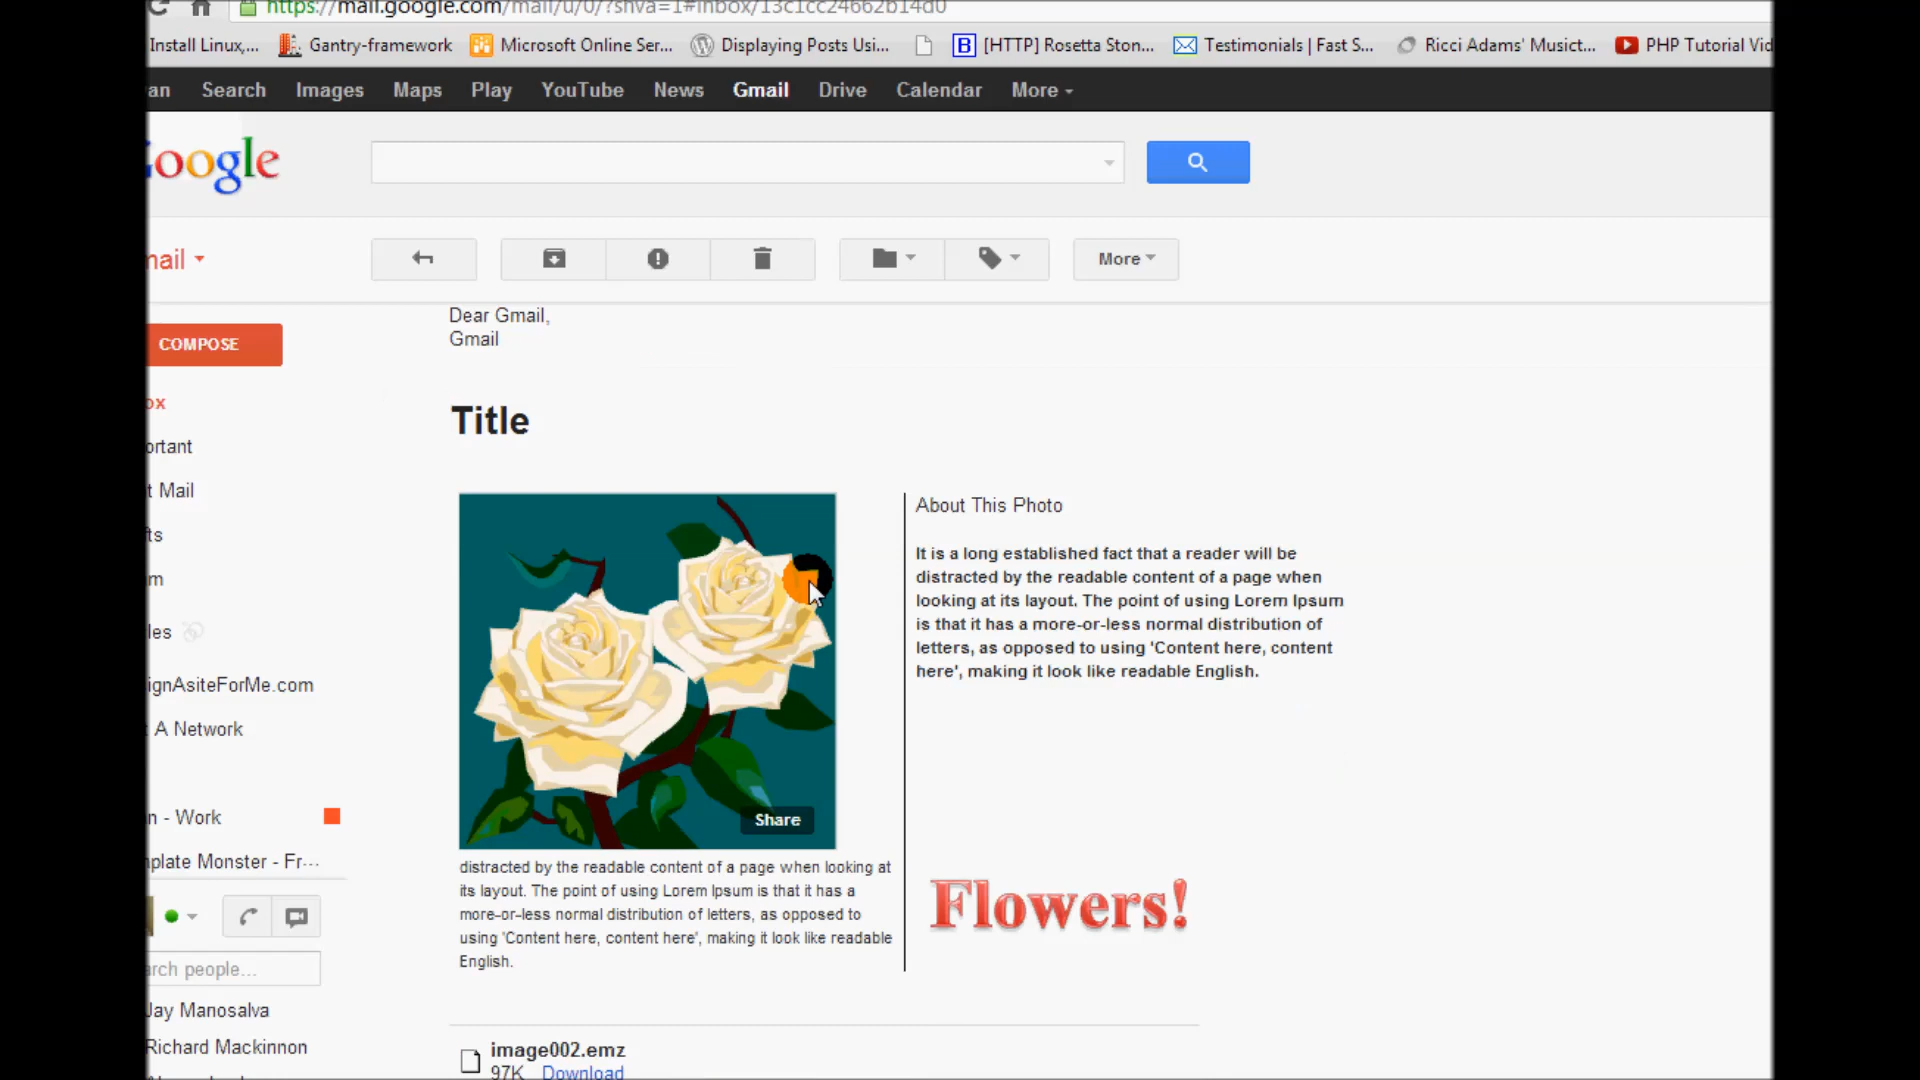 https://mail.google.com/mail/u/0/?shva=1#inbox/13c1cc24662b14d0
Install Linux,... Gantry-framework Microsoft Online Ser... Displaying Posts Usi... [HTTP] Rosetta Ston... Testimonials | Fast S... Ricci Adams' Musict... PHP Tutorial Vid
an Search Images Maps Play YouTube News Gmail Drive Calendar More
Google
mail
More
COMPOSE
ox
ortant
t Mail
fts
m
les
ignAsiteForMe.com
t A Network
n - Work
nplate Monster - Fr...
arch people...
Jay Manosalva
Richard Mackinnon
Dear Gmail,
Gmail
Title
Share
distracted by the readable content of a page when looking at
its layout. The point of using Lorem Ipsum is that it has a
more-or-less normal distribution of letters, as opposed to
using 'Content here, content here', making it look like readable
English.
About This Photo
It is a long established fact that a reader will be
distracted by the readable content of a page when
looking at its layout. The point of using Lorem Ipsum
is that it has a more-or-less normal distribution of
letters, as opposed to using 'Content here, content
here', making it look like readable English.
Flowers!
image002.emz
97K Download